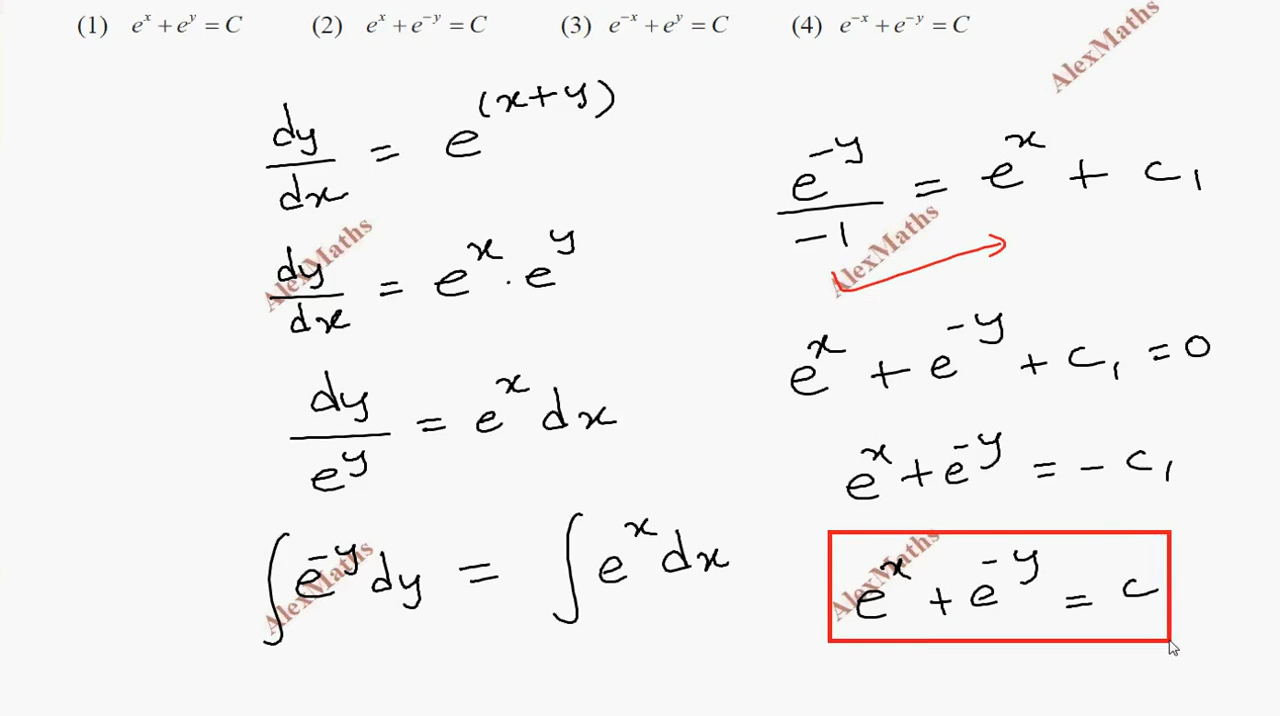 (1) e^x + e^y = C (2) e^x + e^{-y} = C (3) e^{-x} + e^y = C (4) e^{-x} + e^{-y} = C
AlexMaths
dy/dx = e^{(x+y)}
dy/dx = e^x · e^y
AlexMaths
dy/e^y = e^x dx
∫ e^{-y} dy = ∫ e^x dx
AlexMaths
e^{-y}/-1 = e^x + c₁
AlexMaths
e^x + e^{-y} + c₁ = 0
e^x + e^{-y} = - c₁
e^x + e^{-y} = c
AlexMaths